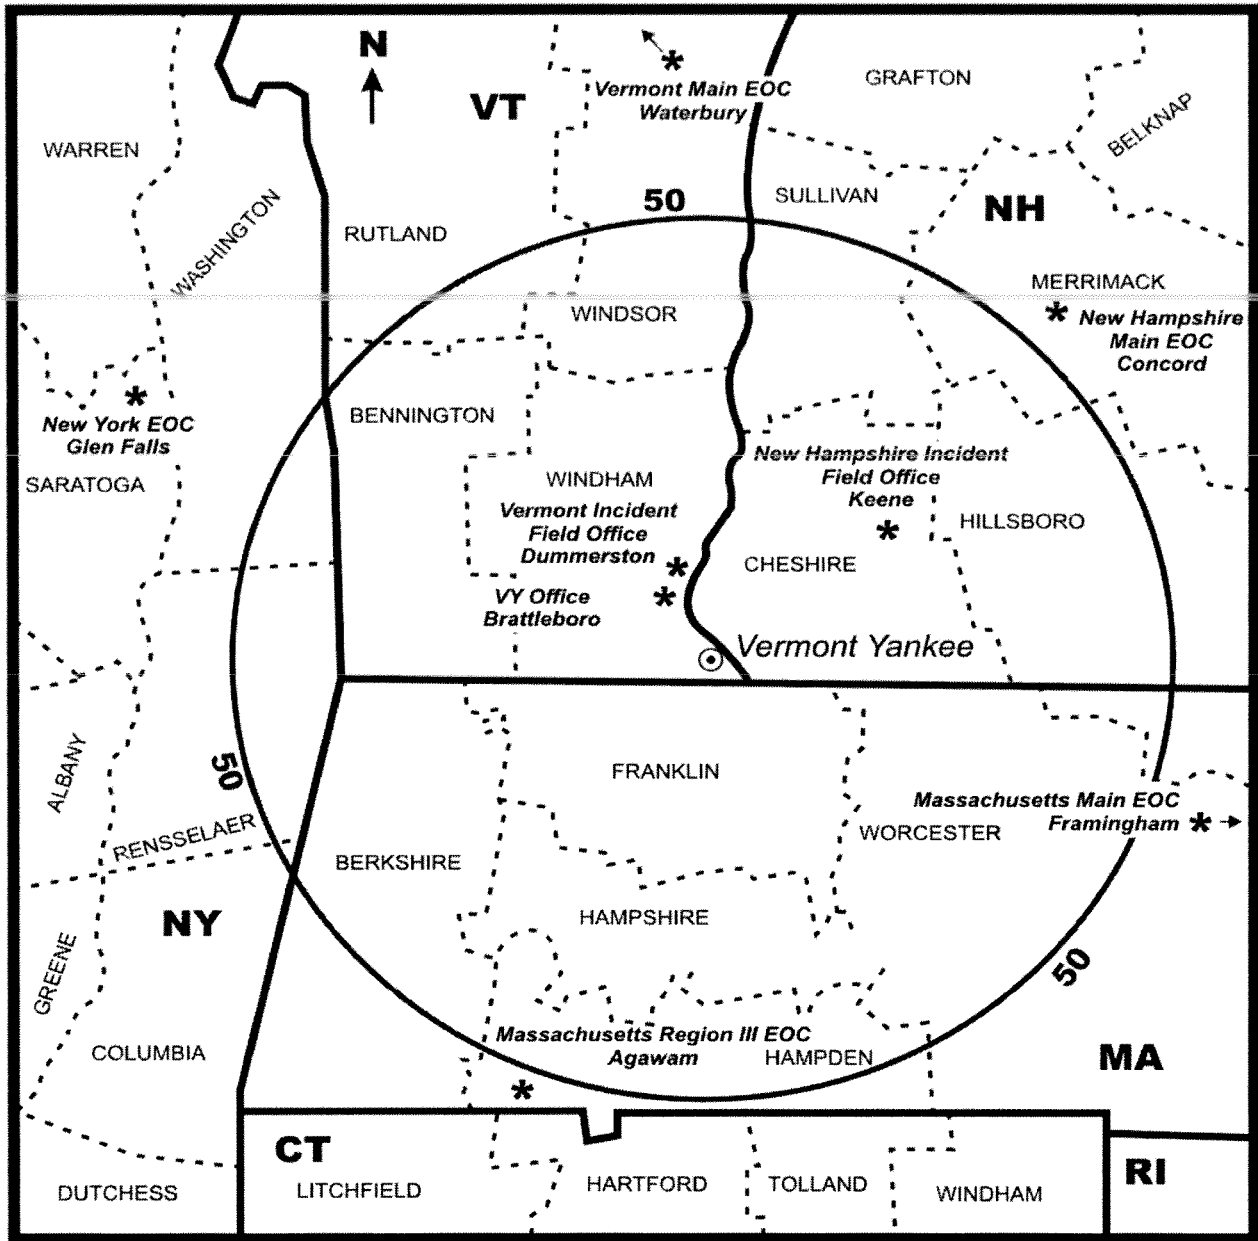 N
VT
Vermont Main EOC
Waterbury
GRAFTON
BELKNAP
WARREN
WASHINGTON
RUTLAND
50
SULLIVAN
NH
MERRIMACK
New Hampshire
Main EOC
Concord
WINDSOR
New York EOC
Glen Falls
BENNINGTON
SARATOGA
WINDHAM
Vermont Incident
Field Office
Dummerston
New Hampshire Incident
Field Office
Keene
HILLSBORO
CHESHIRE
VY Office
Brattleboro
Vermont Yankee
ALBANY
50
FRANKLIN
Massachusetts Main EOC
Framingham
WORCESTER
RENSSELAER
BERKSHIRE
NY
HAMPSHIRE
GREENE
50
COLUMBIA
Massachusetts Region III EOC
Agawam
HAMPDEN
MA
CT
RI
DUTCHESS
LITCHFIELD
HARTFORD
TOLLAND
WINDHAM